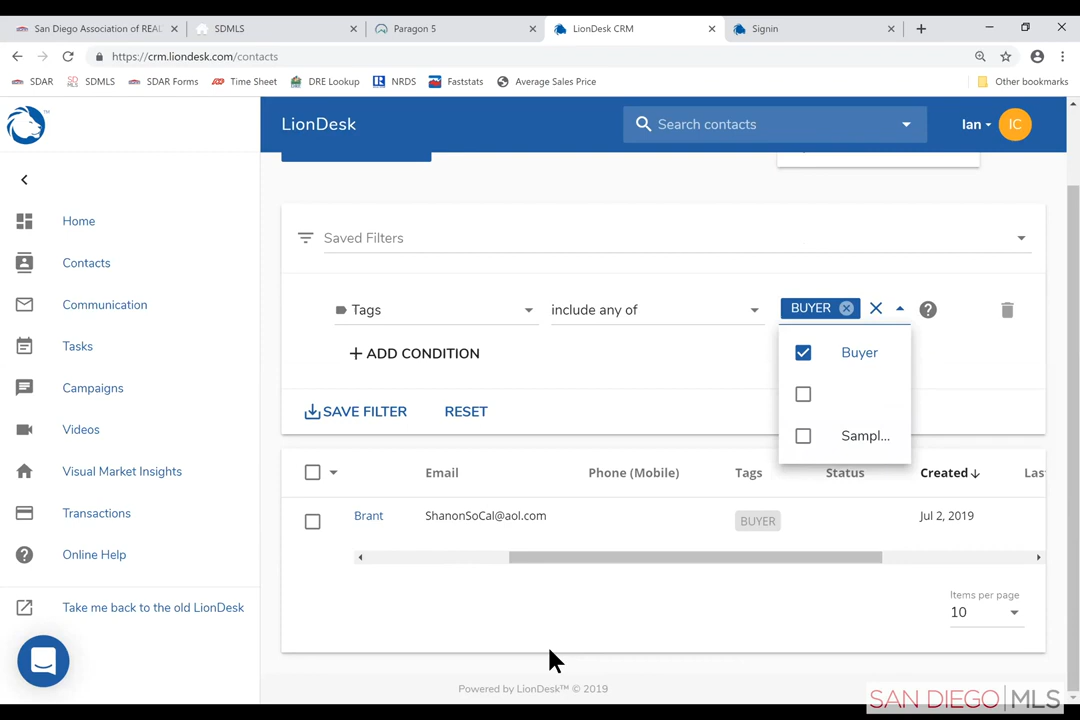 San Diego Association of REAL
SDMLS
Paragon 5
LionDesk CRM
Signin
https://crm.liondesk.com/contacts
SDAR
SDMLS
SDAR Forms
Time Sheet
DRE Lookup
NRDS
Faststats
Average Sales Price
Other bookmarks
LionDesk
Search contacts
Ian
IC
Home
Contacts
Communication
Tasks
Campaigns
Videos
Visual Market Insights
Transactions
Online Help
Take me back to the old LionDesk
Saved Filters
Tags
include any of
BUYER
+ ADD CONDITION
Buyer
Sampl...
SAVE FILTER
RESET
Email
Phone (Mobile)
Tags
Status
Created
Las
Brant
ShanonSoCal@aol.com
BUYER
Jul 2, 2019
Items per page
10
Powered by LionDesk™ © 2019
SAN DIEGO | MLS